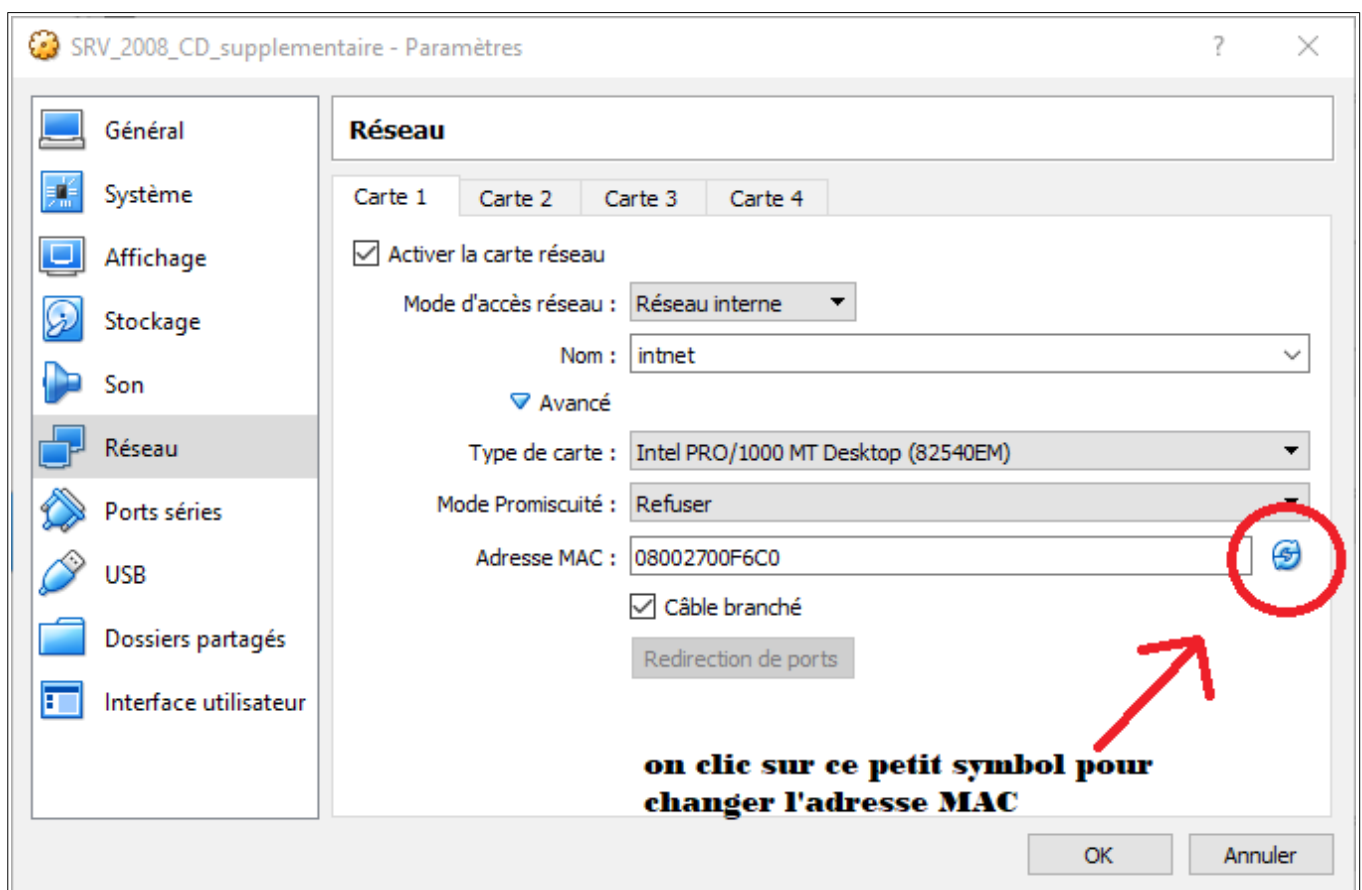 SRV_2008_CD_supplementaire - Paramètres
?
Général
Système
Affichage
Stockage
Son
Réseau
Ports séries
USB
Dossiers partagés
Interface utilisateur
Réseau
Carte 1 Carte 2 Carte 3 Carte 4
Activer la carte réseau
Mode d'accès réseau : Réseau interne
Nom : intnet
Avancé
Type de carte : Intel PRO/1000 MT Desktop (82540EM)
Mode Promiscuité : Refuser
Adresse MAC : 08002700F6C0
Câble branché
Redirection de ports
on clic sur ce petit symbol pour
changer l'adresse MAC
OK Annuler